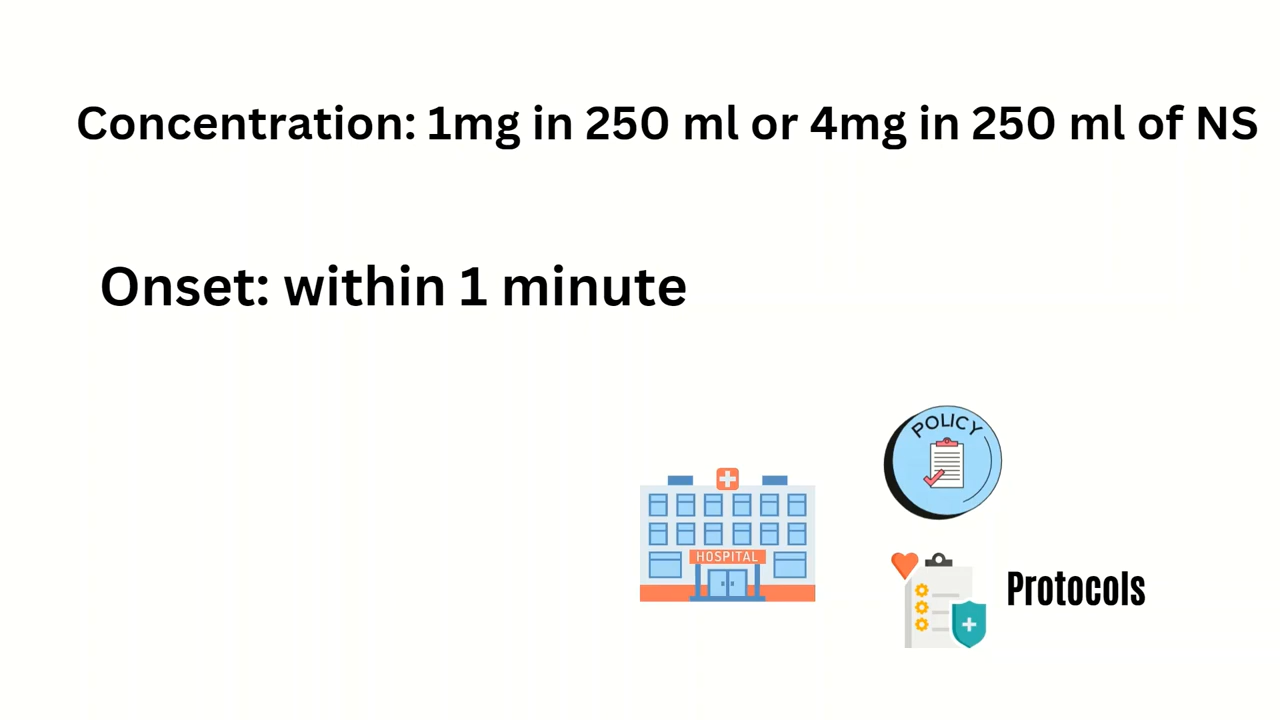 Concentration: 1mg in 250 ml or 4mg in 250 ml of NS
Onset: within 1 minute
POLICY
HOSPITAL
Protocols